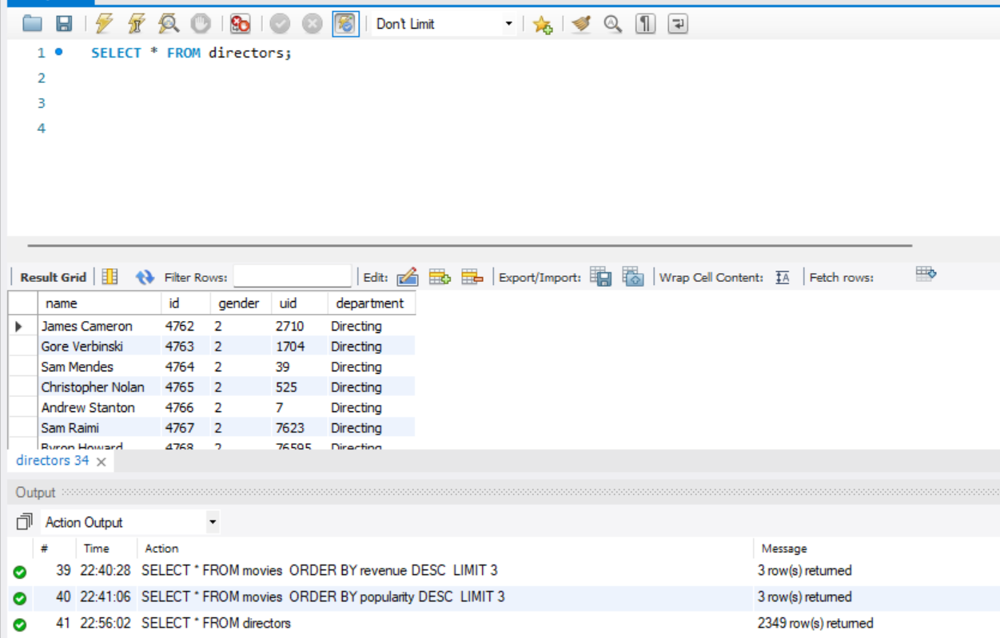 Don't Limit
1 SELECT * FROM directors;
2
3
4
Result Grid Filter Rows: Edit: Export/Import: Wrap Cell Content: Fetch rows:
name id gender uid department
James Cameron 4762 2 2710 Directing
Gore Verbinski 4763 2 1704 Directing
Sam Mendes 4764 2 39 Directing
Christopher Nolan 4765 2 525 Directing
Andrew Stanton 4766 2 7 Directing
Sam Raimi 4767 2 7623 Directing
Byron Howard 4768 2 76595 Directing
directors 34
Output
Action Output
# Time Action Message
39 22:40:28 SELECT * FROM movies ORDER BY revenue DESC LIMIT 3 3 row(s) returned
40 22:41:06 SELECT * FROM movies ORDER BY popularity DESC LIMIT 3 3 row(s) returned
41 22:56:02 SELECT * FROM directors 2349 row(s) returned